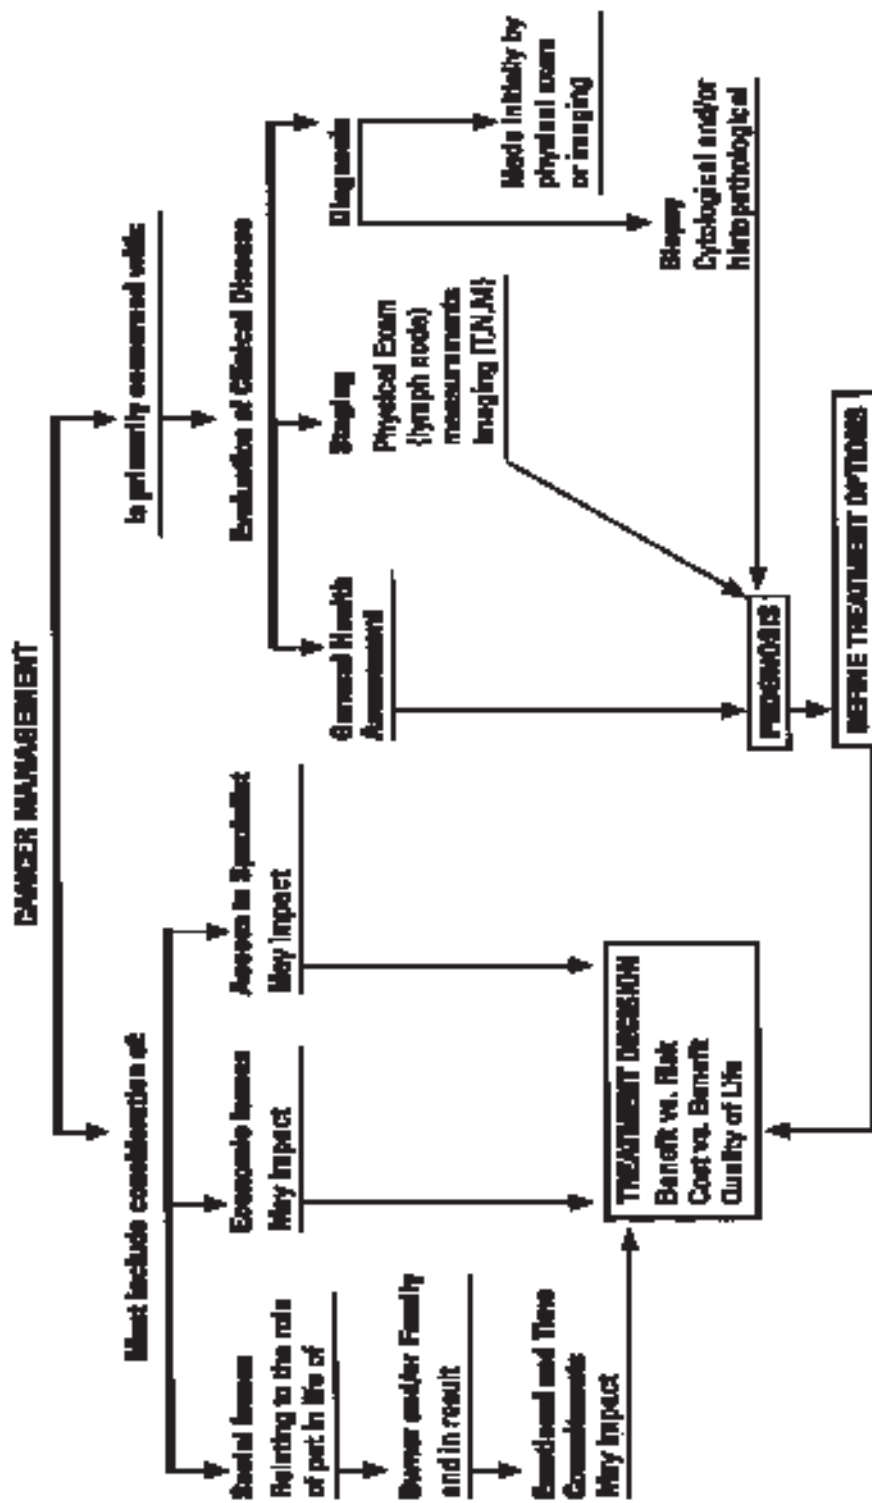 CANCER MANAGEMENT
Must include consideration of:
Is primarily concerned with:
Social Issues
Relating to the role
of pet in life of
Owner and/or Family
and in result
Emotional and Time
Commitments
May Impact
Economic Issues
May Impact
Access to Specialist
May Impact
TREATMENT DECISION
Benefit vs. Risk
Cost vs. Benefit
Quality of Life
Evaluation of Clinical Disease
General Health
Assessment
Staging
Physical Exam
(lymph node)
measurements
Imaging (T,N,M)
Diagnosis
Made initially by
physical exam
or imaging
Biopsy
Cytological and/or
histopathological
PROGNOSIS
DEFINE TREATMENT OPTIONS